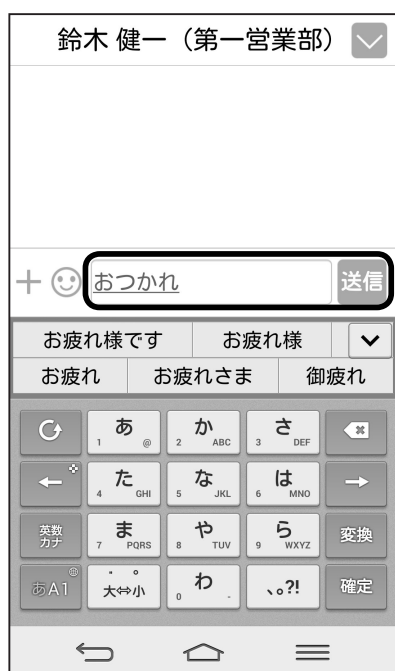 鈴木 健一（第一営業部）
おつかれ 送信
お疲れ様です お疲れ様
お疲れ お疲れさま 御疲れ
1 あ @ 2 か ABC 3 さ DEF
4 た GHI 5 な JKL 6 は MNO
英数カナ 7 ま PQRS 8 や TUV 9 ら WXYZ 変換
あA1 ゛゜大⇔小 0 わ - 、。?! 確定